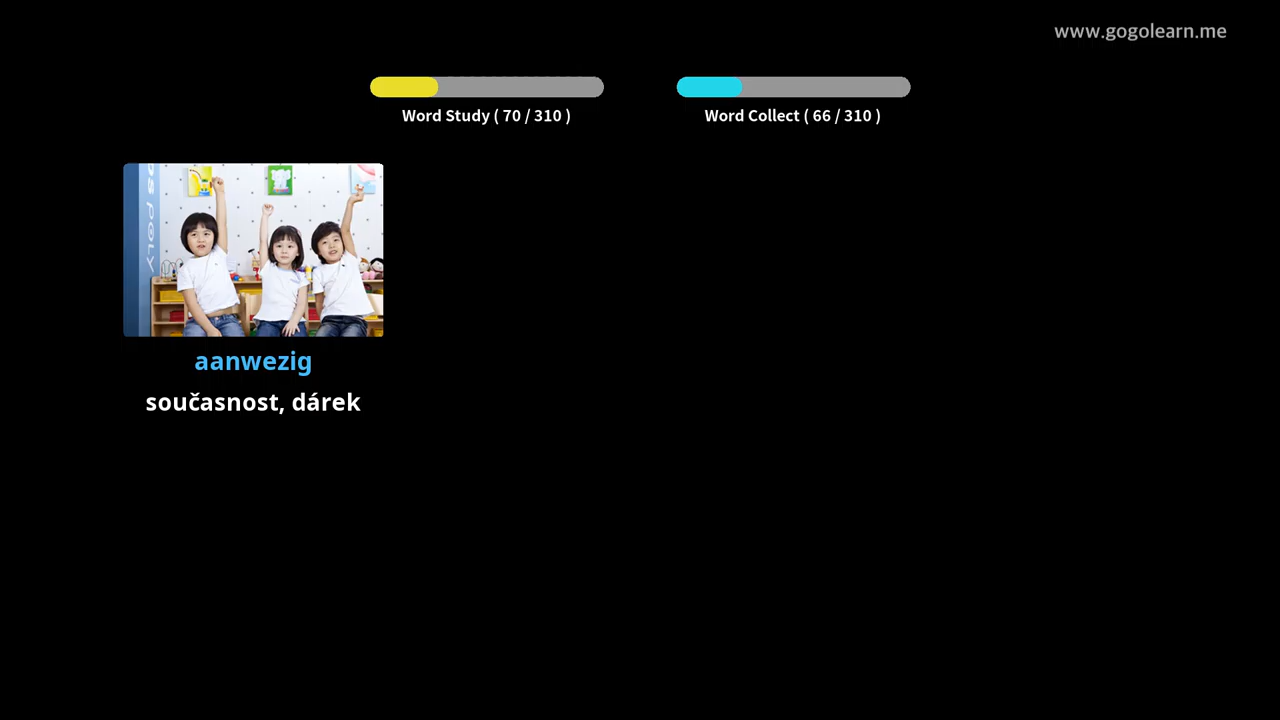 www.gogolearn.me
Word Study ( 70 / 310 )
Word Collect ( 66 / 310 )
aanwezig
současnost, dárek